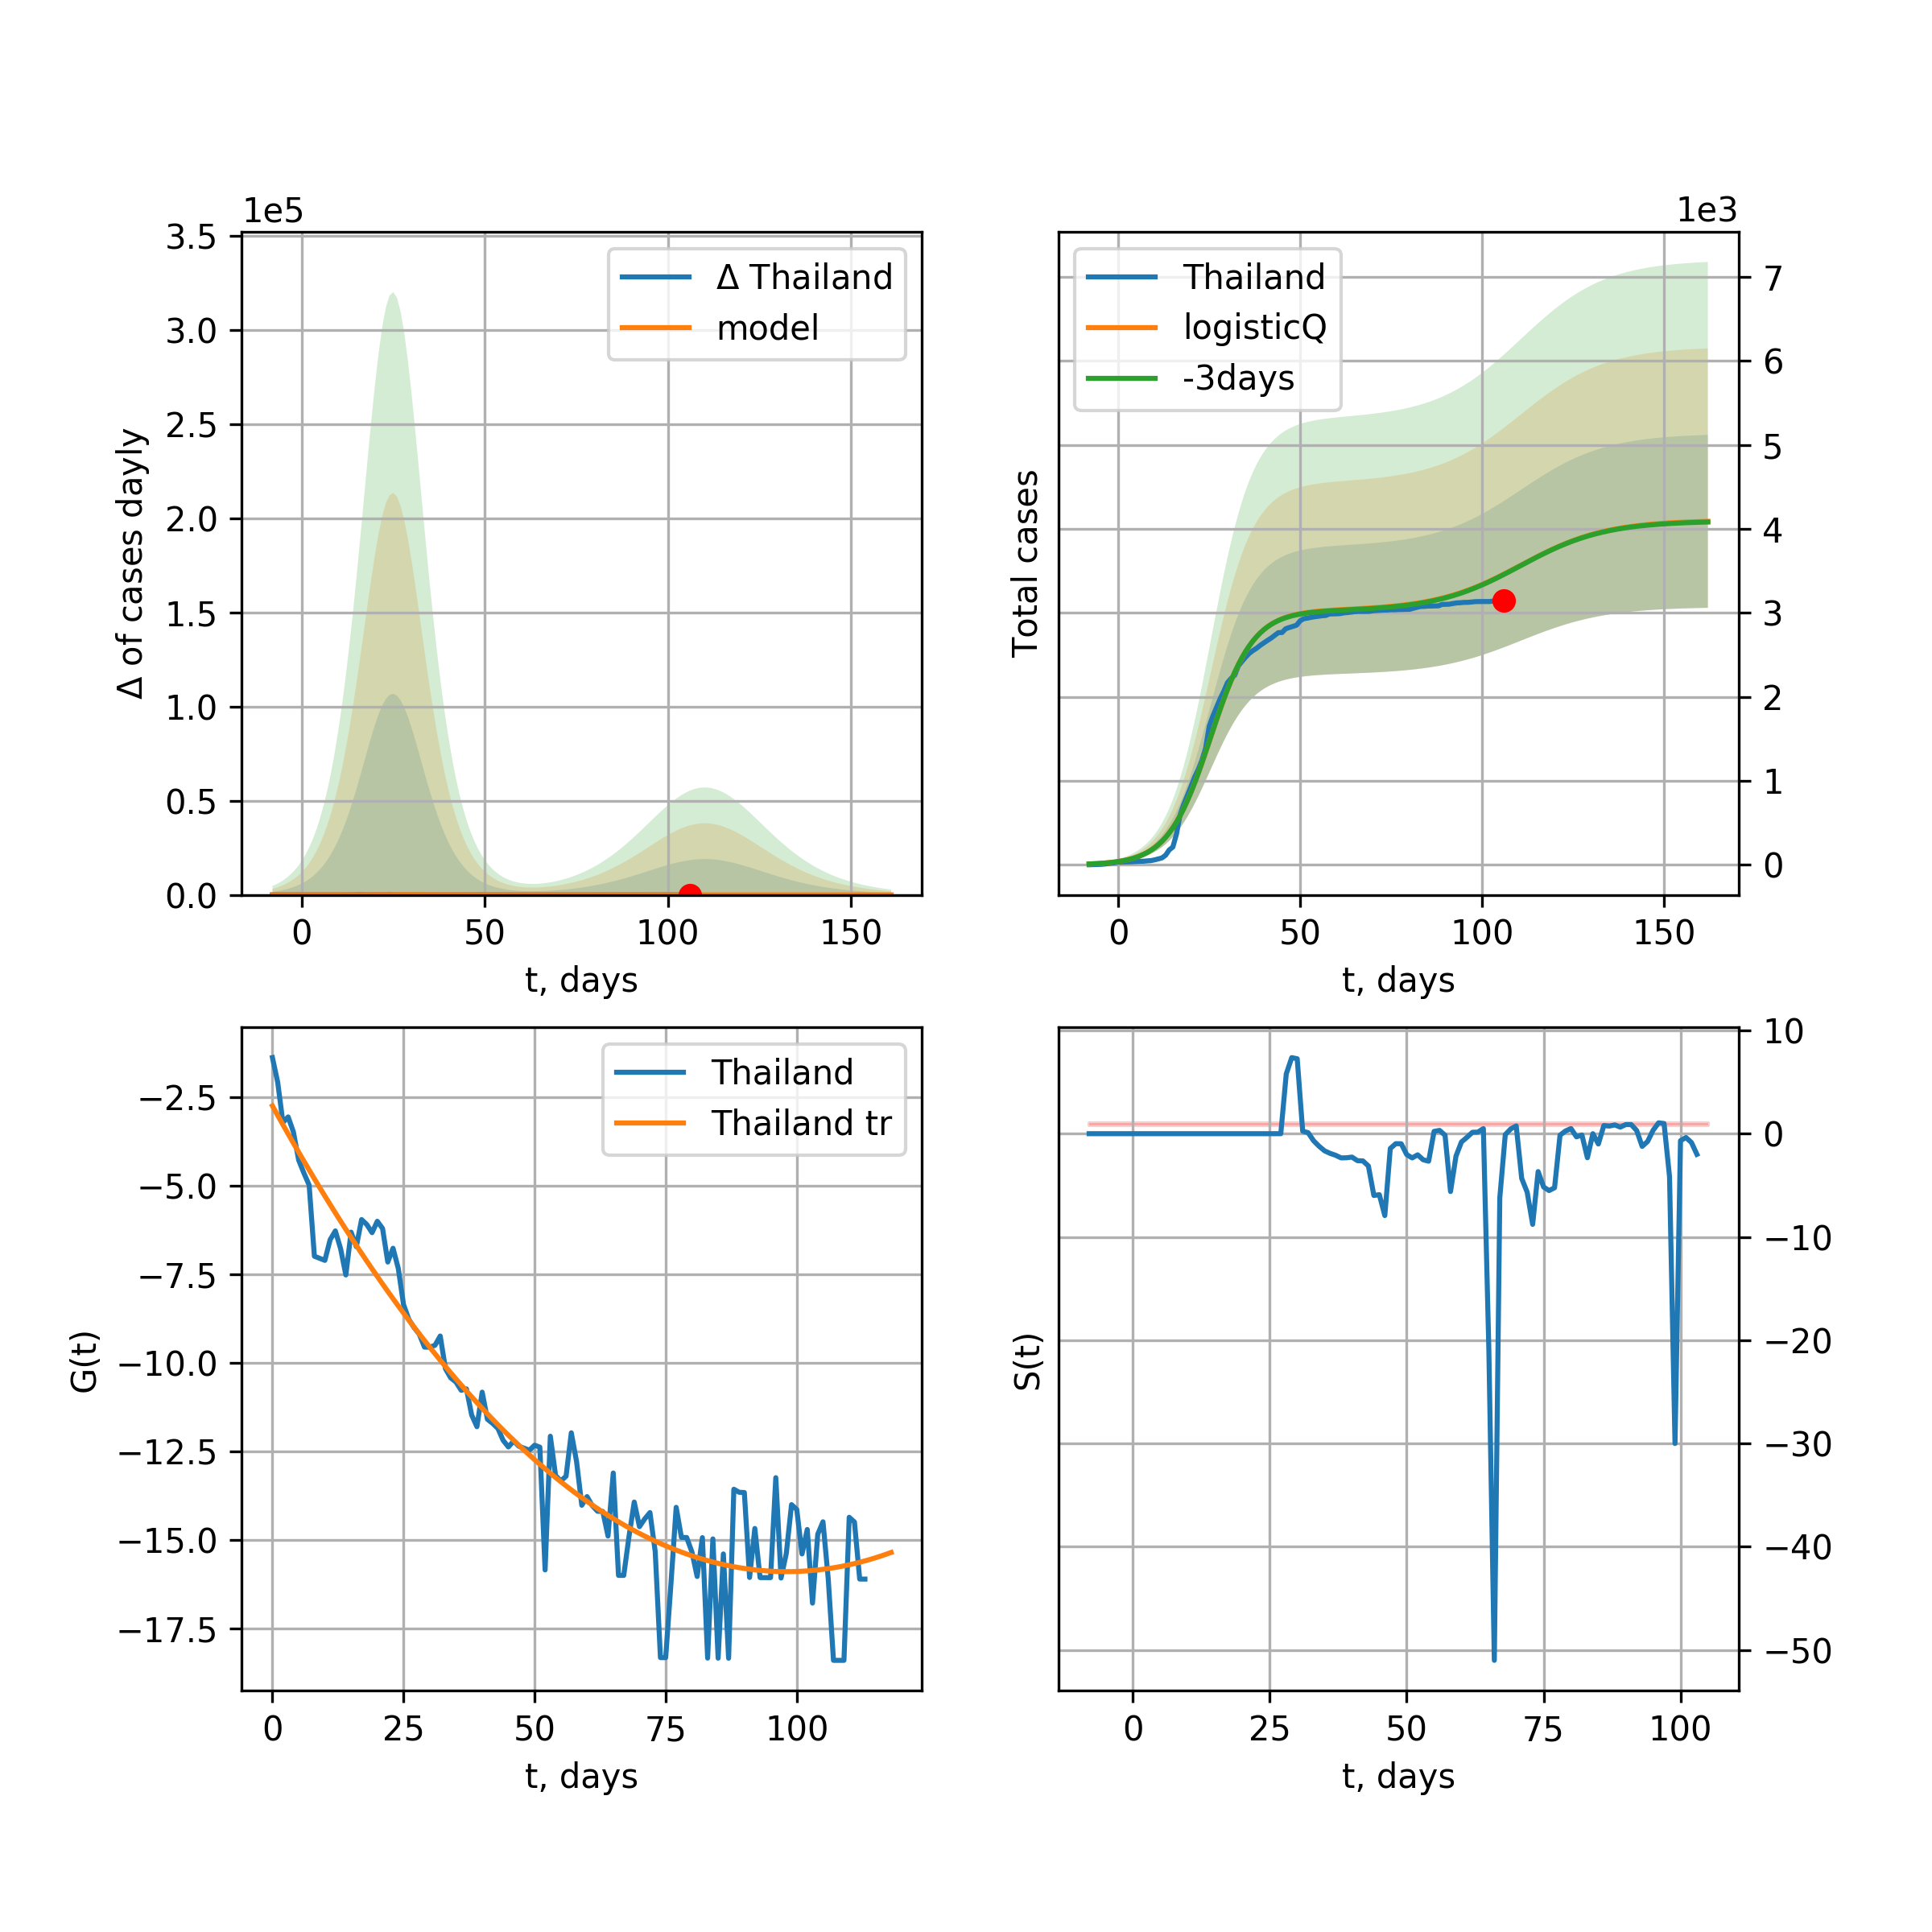 1e5
3.5
3.0
2.5
2.0
1.5
1.0
0.5
0.0
Δ of cases dayly
Δ Thailand
model
0 50 100 150
t, days
1e3
Thailand
logisticQ
-3days
Total cases
7
6
5
4
3
2
1
0
0 50 100 150
t, days
Thailand
Thailand tr
G(t)
−2.5
−5.0
−7.5
−10.0
−12.5
−15.0
−17.5
0 25 50 75 100
t, days
S(t)
10
0
−10
−20
−30
−40
−50
0 25 50 75 100
t, days